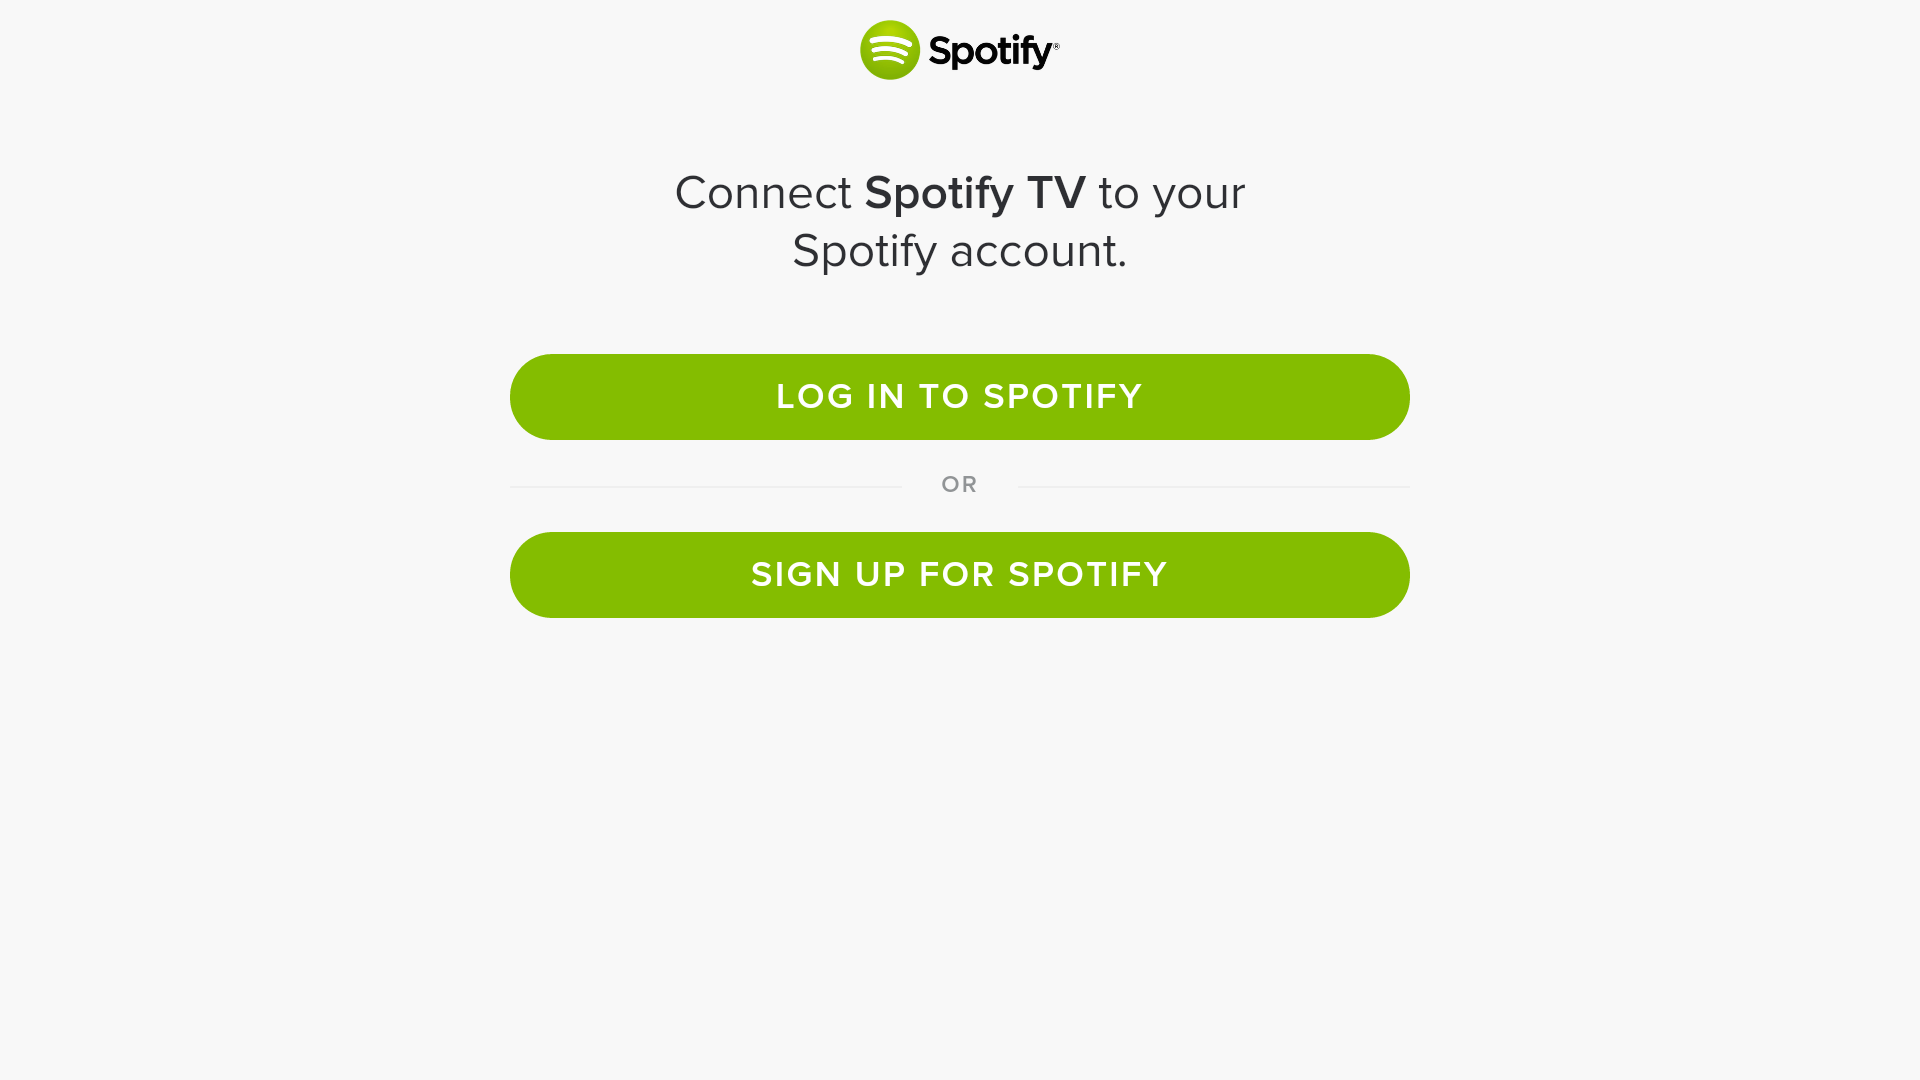 Spotify®
Connect Spotify TV to your
Spotify account.
LOG IN TO SPOTIFY
OR
SIGN UP FOR SPOTIFY